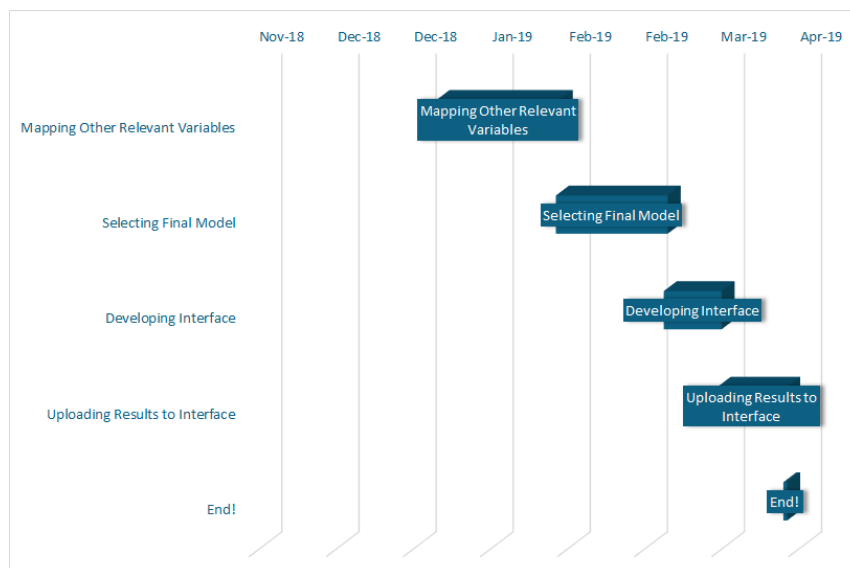 Nov-18 Dec-18 Dec-18 Jan-19 Feb-19 Feb-19 Mar-19 Apr-19
Mapping Other Relevant Variables
Mapping Other Relevant
Variables
Selecting Final Model
Selecting Final Model
Developing Interface
Developing Interface
Uploading Results to Interface
Uploading Results to
Interface
End!
End!